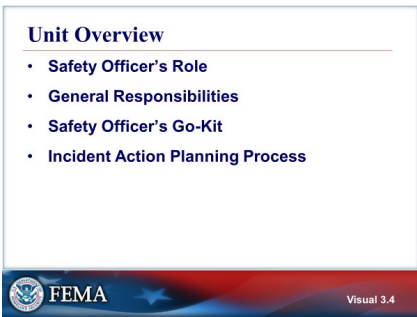 Unit Overview
• Safety Officer's Role
• General Responsibilities
• Safety Officer's Go-Kit
• Incident Action Planning Process
FEMA
Visual 3.4